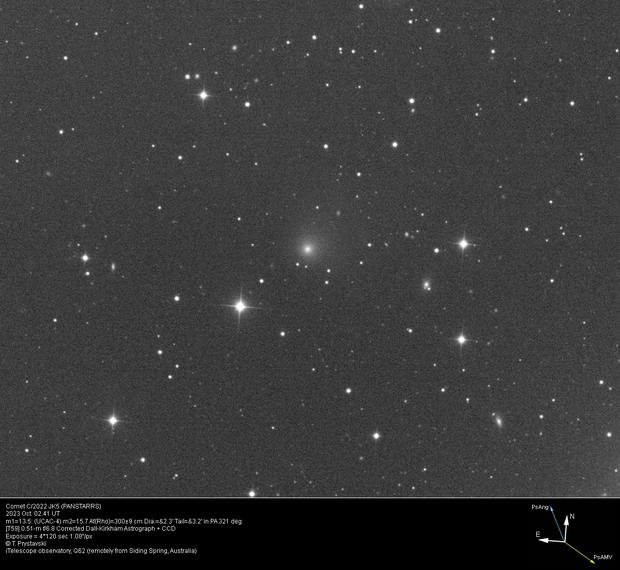 Comet C/2022 JK5 (PANSTARRS)
2023 Oct. 02.41 UT
m1=13.5: (UCAC-4) m2=15.7 Af(Rho)=300±9 cm Dia.=&2.3' Tail=&3.2' in PA 321 deg
[T59] 0.51-m f/6.8 Corrected Dall-Kirkham Astrograph + CCD
Exposure = 4*120 sec 1.08"/px
© T. Prystavski
iTelescope observatory, Q62 (remotely from Siding Spring, Australia)
PsAng
N
E
PsAMV